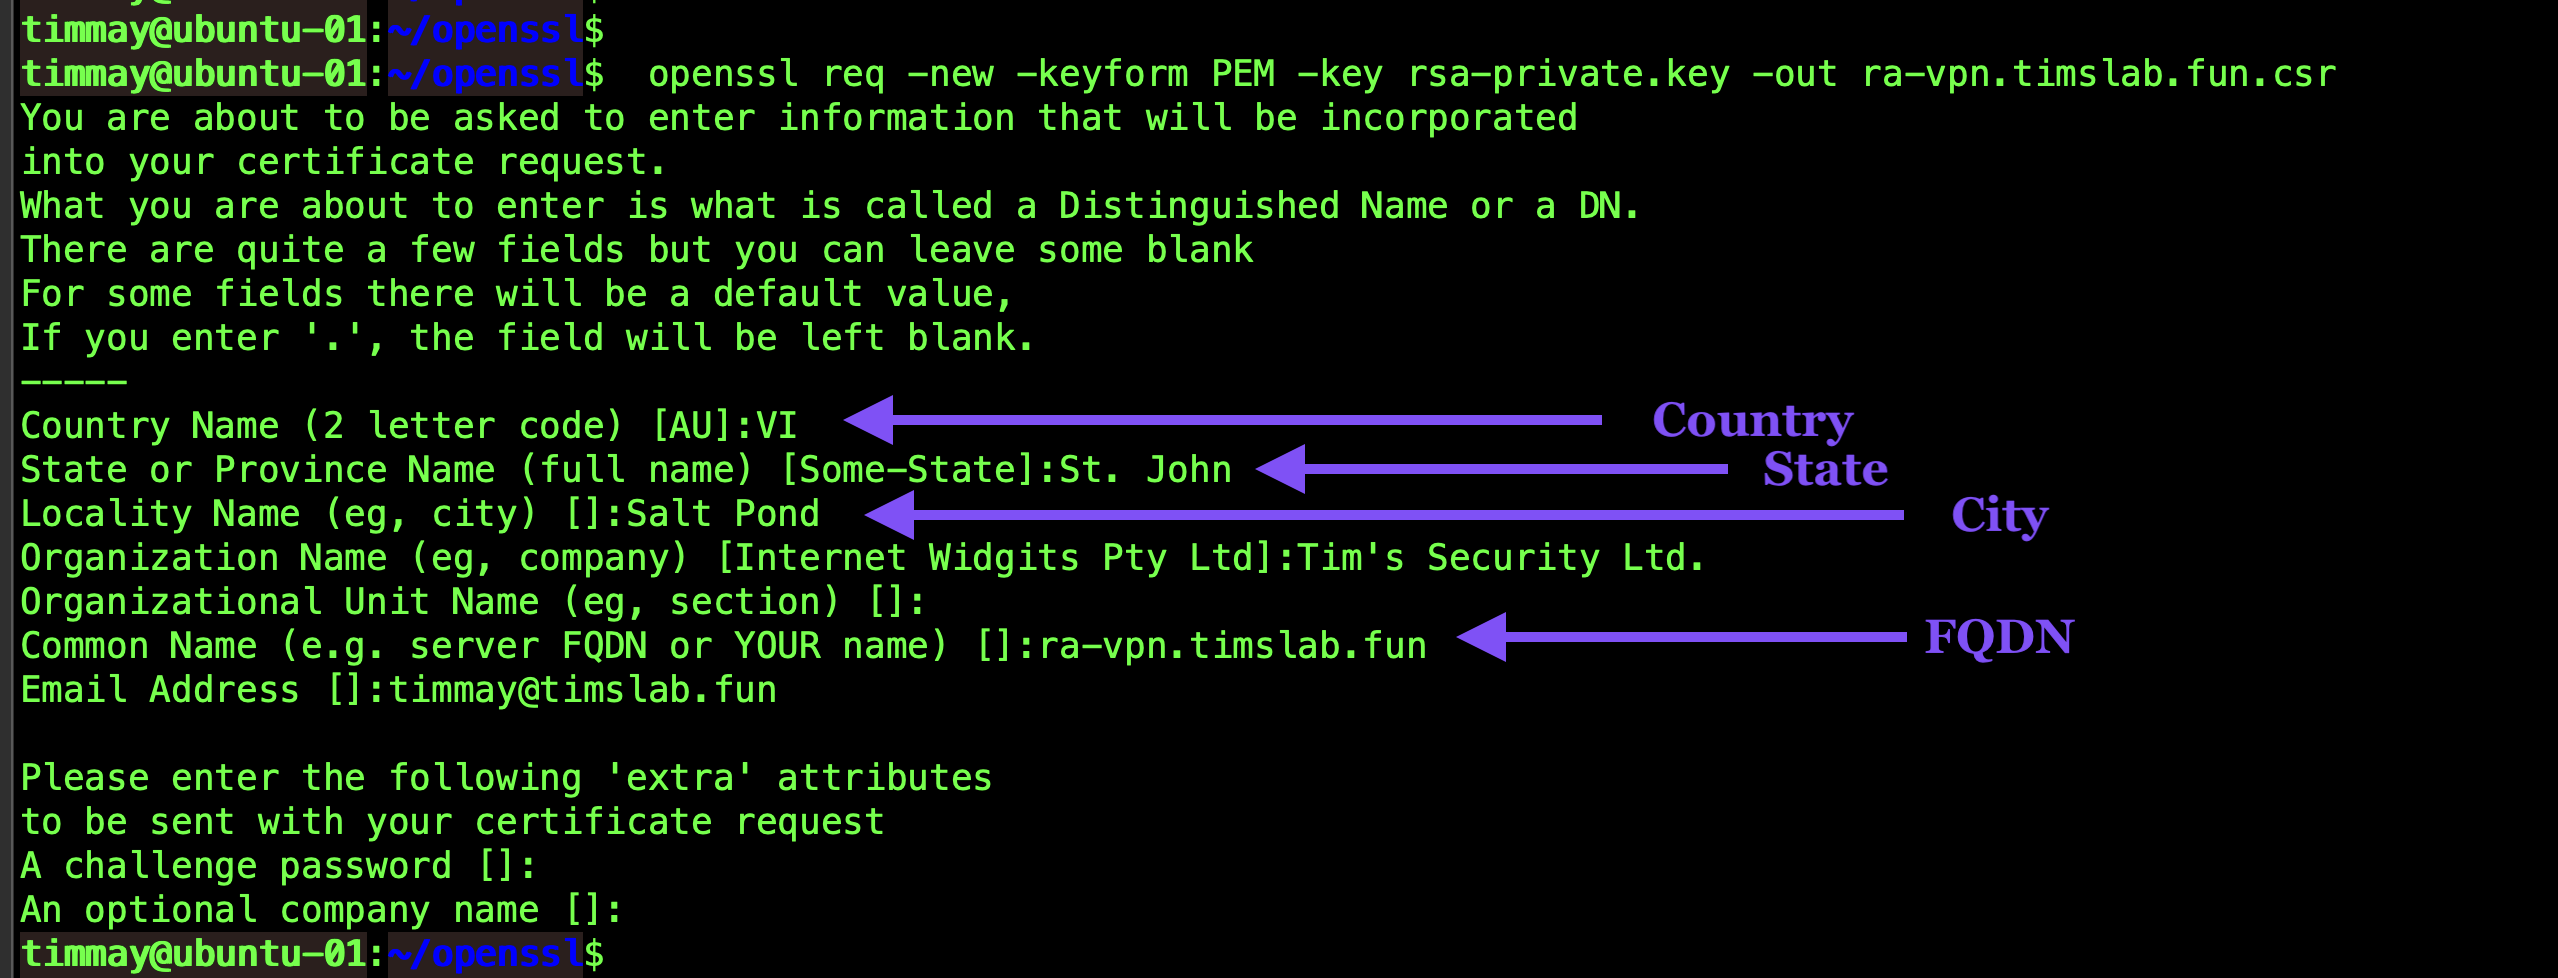 timmay@ubuntu-01:~/openssl$
timmay@ubuntu-01:~/openssl$  openssl req -new -keyform PEM -key rsa-private.key -out ra-vpn.timslab.fun.csr
You are about to be asked to enter information that will be incorporated
into your certificate request.
What you are about to enter is what is called a Distinguished Name or a DN.
There are quite a few fields but you can leave some blank
For some fields there will be a default value,
If you enter '.', the field will be left blank.
-----
Country Name (2 letter code) [AU]:VI Country
State or Province Name (full name) [Some-State]:St. John State
Locality Name (eg, city) []:Salt Pond City
Organization Name (eg, company) [Internet Widgits Pty Ltd]:Tim's Security Ltd.
Organizational Unit Name (eg, section) []:
Common Name (e.g. server FQDN or YOUR name) []:ra-vpn.timslab.fun FQDN
Email Address []:timmay@timslab.fun
Please enter the following 'extra' attributes
to be sent with your certificate request
A challenge password []:
An optional company name []:
timmay@ubuntu-01:~/openssl$